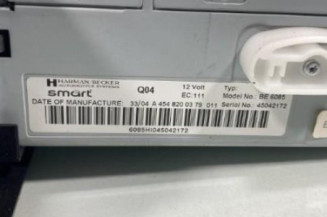 HARMAN/BECKER
AUTOMOTIVE SYSTEMS
smart Q04 12 Volt Typ:
EC:111 Model No.: BE 6085
DATE OF MANUFACTURE: 33/04 A 454 820 03 79 011 Serial No.: 45042172
6085HI045042172